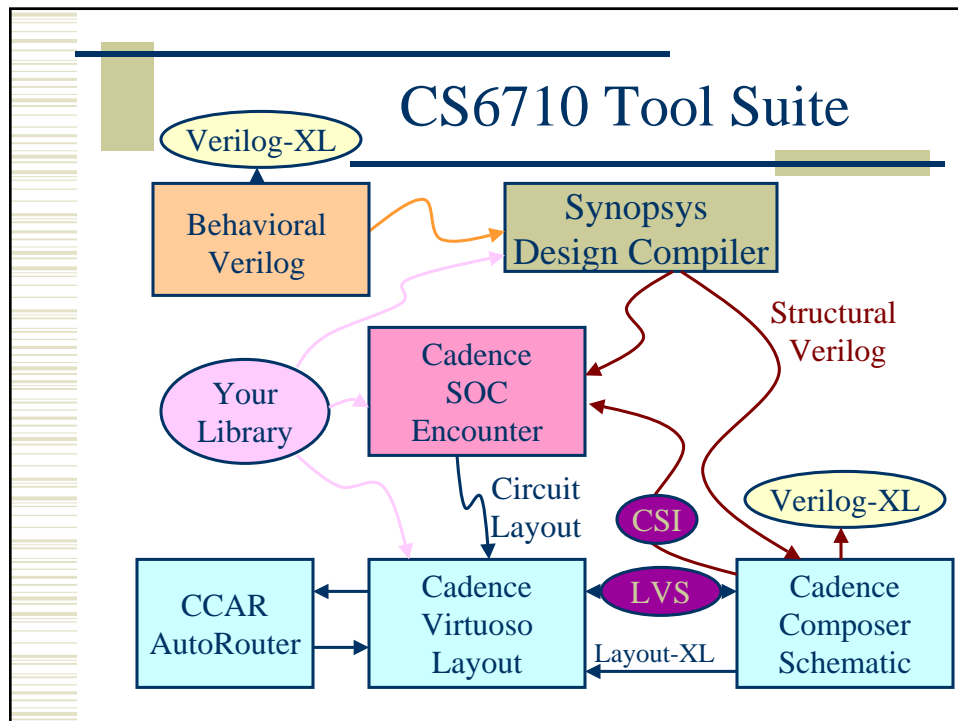 CS6710 Tool Suite
Verilog-XL
Behavioral
Verilog
Synopsys
Design Compiler
Structural
Verilog
Your
Library
Cadence
SOC
Encounter
Circuit
Layout
CSI
Verilog-XL
CCAR
AutoRouter
Cadence
Virtuoso
Layout
LVS
Layout-XL
Cadence
Composer
Schematic